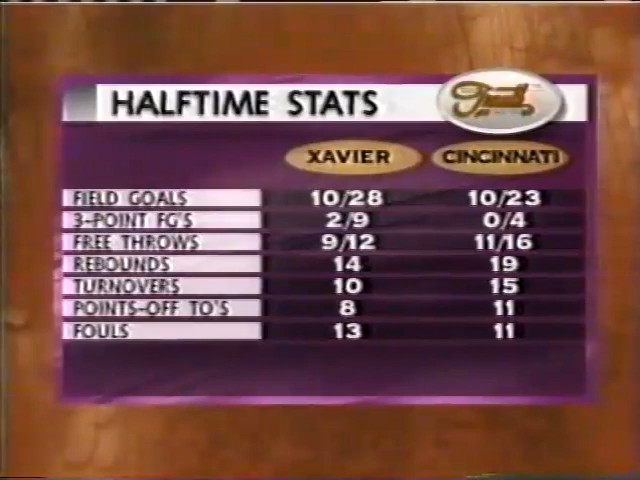 HALFTIME STATS
XAVIER CINCINNATI
FIELD GOALS 10/28 10/23
3-POINT FG'S 2/9 0/4
FREE THROWS 9/12 11/16
REBOUNDS 14 19
TURNOVERS 10 15
POINTS-OFF TO'S 8 11
FOULS 13 11